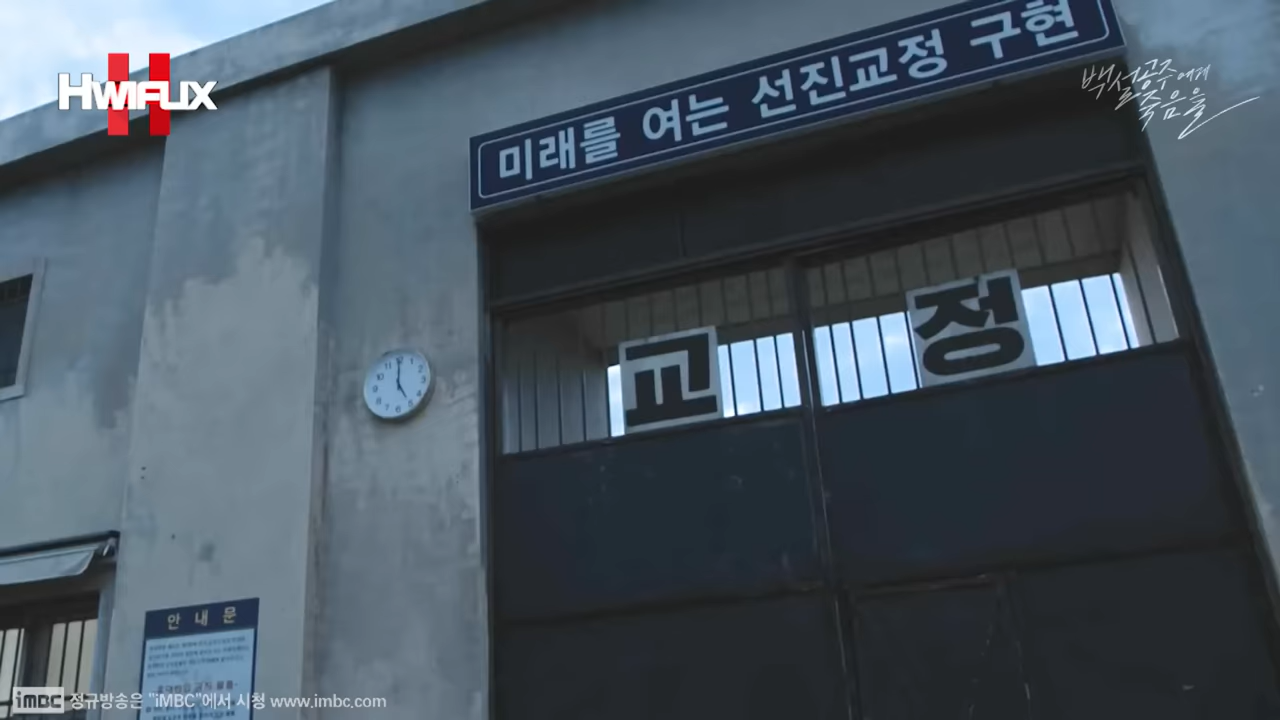 HWIFLIX
백설공주에게
죽음을
미래를 여는 선진교정 구현
교 정
12
안 내 문
iMBC 정규방송은 "iMBC"에서 시청 www.imbc.com